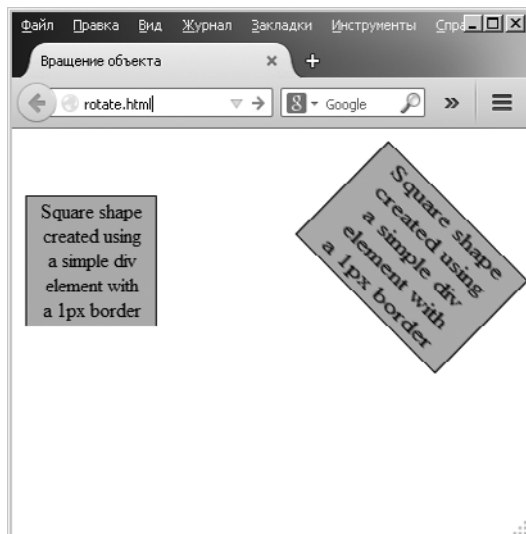 Файл Правка Вид Журнал Закладки Инструменты Спра
Вращение объекта
rotate.html
Google
Square shape
created using
a simple div
element with
a 1px border
Square shape
created using
a simple div
element with
a 1px border